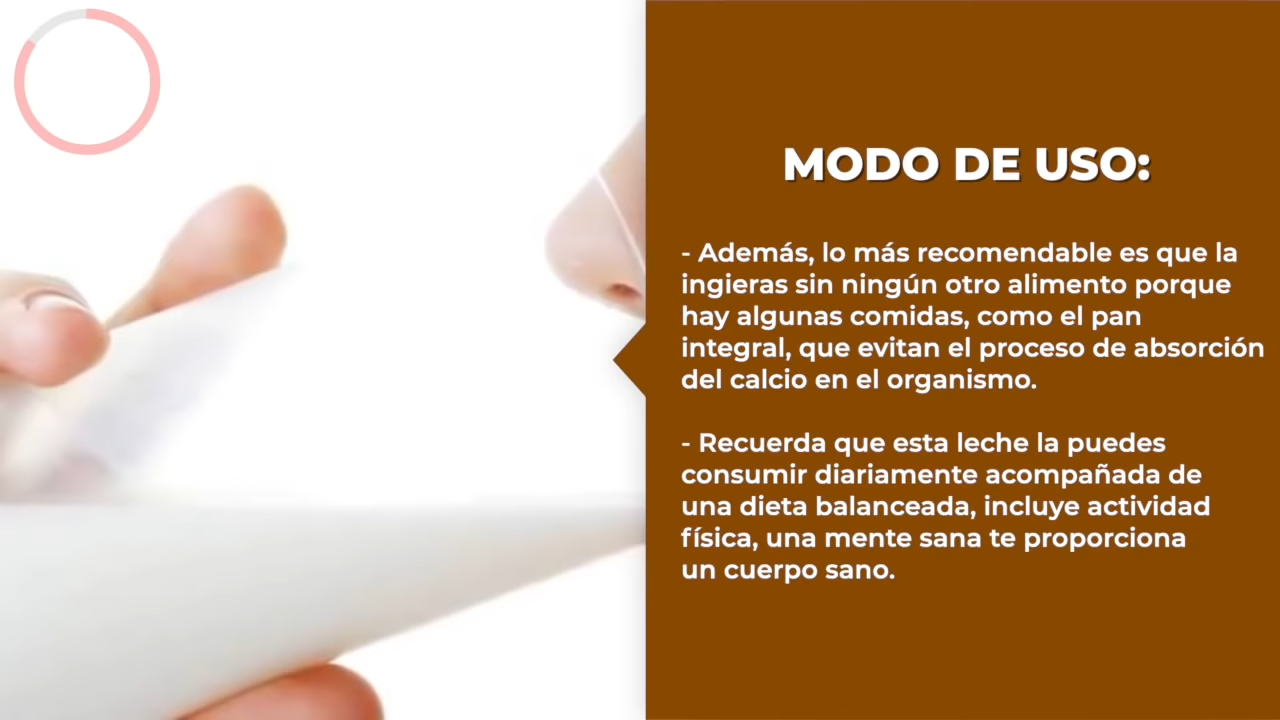 MODO DE USO:
- Además, lo más recomendable es que la
ingieras sin ningún otro alimento porque
hay algunas comidas, como el pan
integral, que evitan el proceso de absorción
del calcio en el organismo.
- Recuerda que esta leche la puedes
consumir diariamente acompañada de
una dieta balanceada, incluye actividad
física, una mente sana te proporciona
un cuerpo sano.